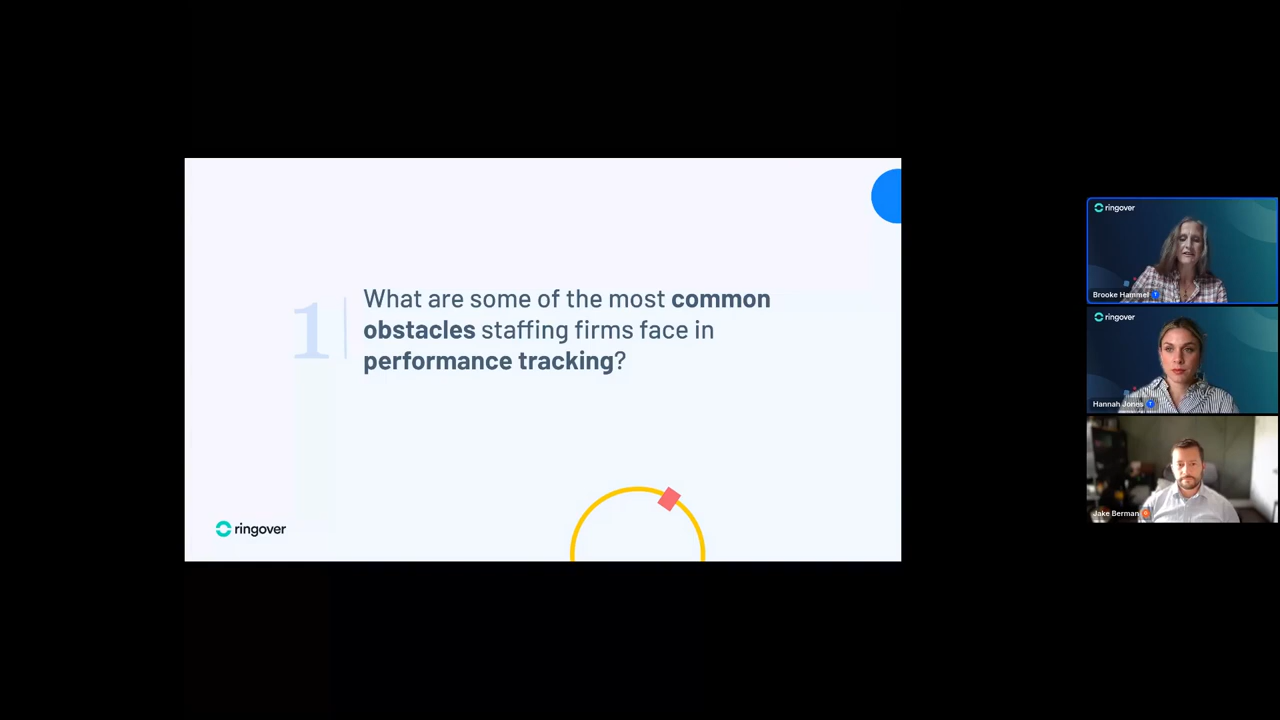 1
What are some of the most common
obstacles staffing firms face in
performance tracking?
ringover
ringover
Brooke Hammel
ringover
Hannah Jones
Jake Berman